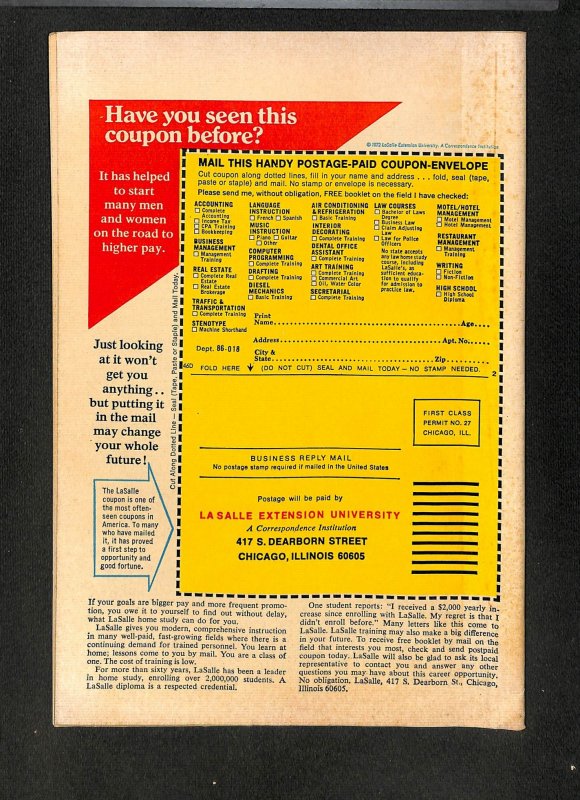 Have you seen this
coupon before?
© 1972 LaSalle Extension University, A Correspondence Institution
It has helped
to start
many men
and women
on the road to
higher pay.
MAIL THIS HANDY POSTAGE-PAID COUPON-ENVELOPE
Cut coupon along dotted lines, fill in your name and address . . . fold, seal (tape,
paste or staple) and mail. No stamp or envelope is necessary.
Please send me, without obligation, FREE booklet on the field I have checked:
ACCOUNTING
Complete
Accounting
Income Tax
CPA Training
Bookkeeping
BUSINESS
MANAGEMENT
Management
Training
REAL ESTATE
Complete Real
Estate
Real Estate
Brokerage
TRAFFIC &
TRANSPORTATION
Complete Training
STENOTYPE
Machine Shorthand
LANGUAGE
INSTRUCTION
French Spanish
MUSIC
INSTRUCTION
Piano Guitar
Other
COMPUTER
PROGRAMMING
Complete Training
DRAFTING
Complete Training
DIESEL
MECHANICS
Basic Training
AIR CONDITIONING
& REFRIGERATION
Basic Training
INTERIOR
DECORATING
Complete Training
DENTAL OFFICE
ASSISTANT
Complete Training
ART TRAINING
Complete Training
Commercial Art
Oil, Water Color
SECRETARIAL
Complete Training
LAW COURSES
Bachelor of Laws
Degree
Business Law
Claim Adjusting
Law
Law for Police
Officers
No state accepts
any law home study
course, including
LaSalle's, as
sufficient educa-
tion to qualify
for admission to
practice law.
MOTEL/HOTEL
MANAGEMENT
Motel Management
Hotel Management
RESTAURANT
MANAGEMENT
Management
Training
WRITING
Fiction
Non-Fiction
HIGH SCHOOL
High School
Diploma
Print
Name Age
Address Apt. No.
Dept. 86-018
City &
State Zip
46D FOLD HERE (DO NOT CUT) SEAL AND MAIL TODAY—NO STAMP NEEDED. 2
Cut Along Dotted Line — Seal (Tape, Paste or Staple) and Mail Today.
Just looking
at it won't
get you
anything . .
but putting it
in the mail
may change
your whole
future!
The LaSalle
coupon is one of
the most often-
seen coupons in
America. To many
who have mailed
it, it has proved
a first step to
opportunity and
good fortune.
FIRST CLASS
PERMIT NO. 27
CHICAGO, ILL.
BUSINESS REPLY MAIL
No postage stamp required if mailed in the United States
Postage will be paid by
LA SALLE EXTENSION UNIVERSITY
A Correspondence Institution
417 S. DEARBORN STREET
CHICAGO, ILLINOIS 60605
If your goals are bigger pay and more frequent promo-
tion, you owe it to yourself to find out without delay,
what LaSalle home study can do for you.
LaSalle gives you modern, comprehensive instruction
in many well-paid, fast-growing fields where there is a
continuing demand for trained personnel. You learn at
home; lessons come to you by mail. You are a class of
one. The cost of training is low.
For more than sixty years, LaSalle has been a leader
in home study, enrolling over 2,000,000 students. A
LaSalle diploma is a respected credential.
One student reports: "I received a $2,000 yearly in-
crease since enrolling with LaSalle. My regret is that I
didn't enroll before." Many letters like this come to
LaSalle. LaSalle training may also make a big difference
in your future. To receive free booklet by mail on the
field that interests you most, check and send postpaid
coupon today. LaSalle will also be glad to ask its local
representative to contact you and answer any other
questions you may have about this career opportunity.
No obligation. LaSalle, 417 S. Dearborn St., Chicago,
Illinois 60605.